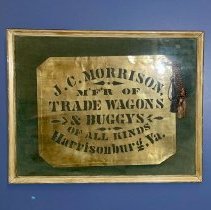 J.C. MORRISON,
M'F'R OF
TRADE WAGONS
& BUGGYS
OF ALL KINDS
Harrisonburg, Va.